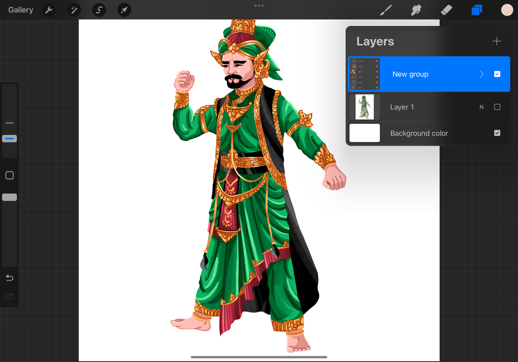 Gallery
Layers
New group
Layer 1 N
Background color